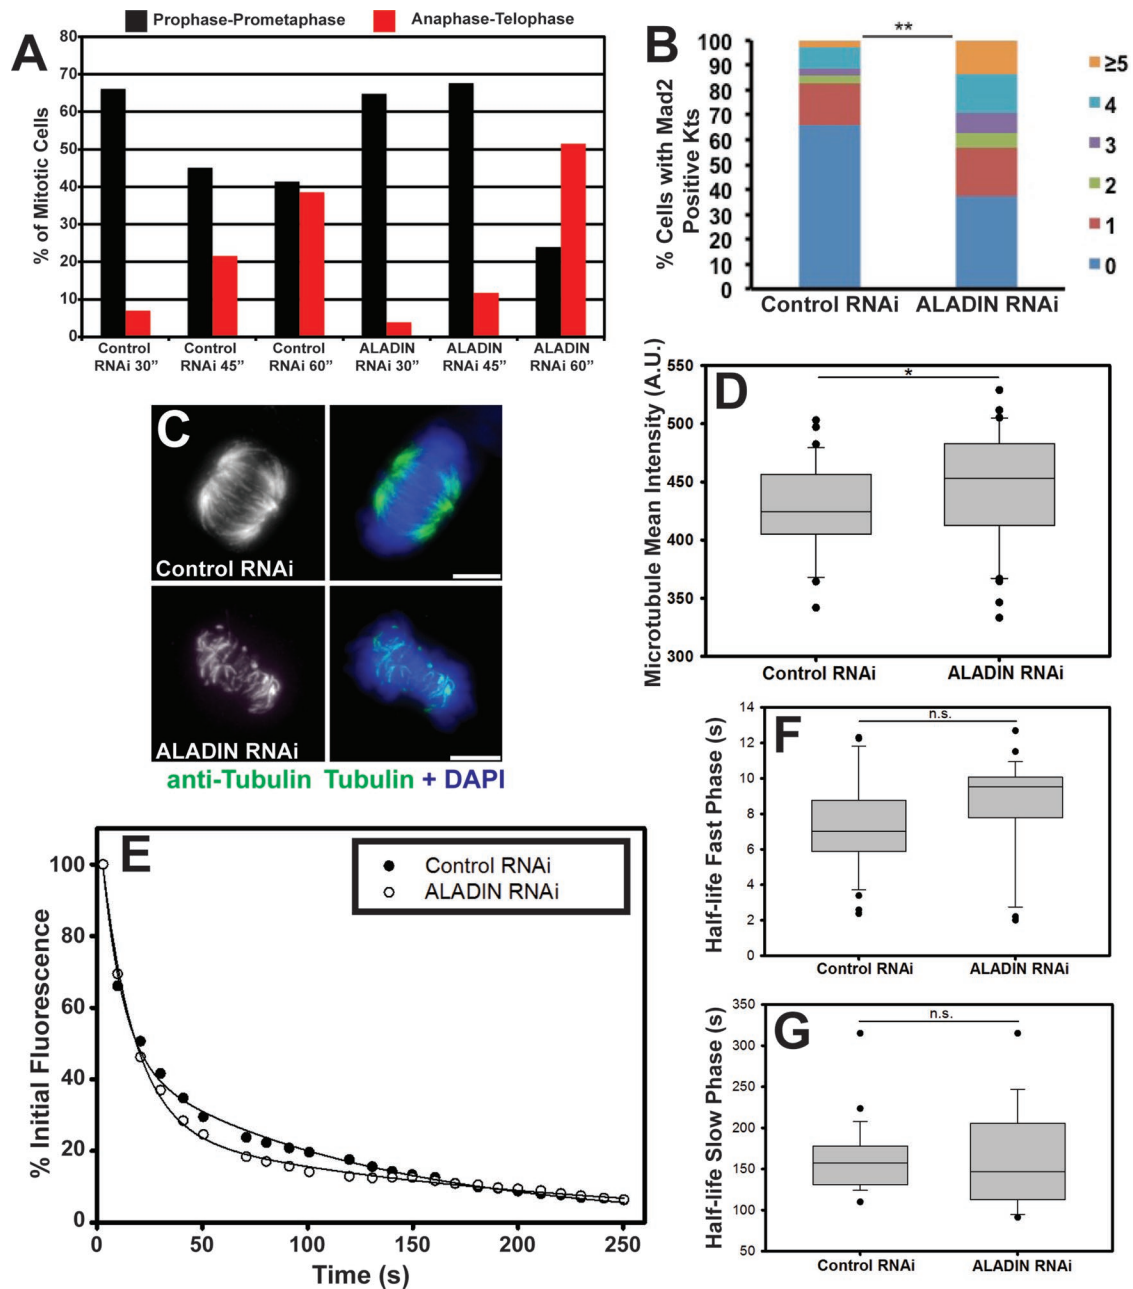 A
Prophase-Prometaphase
Anaphase-Telophase
% of Mitotic Cells
80
70
60
50
40
30
20
10
0
Control RNAi 30”
Control RNAi 45”
Control RNAi 60”
ALADIN RNAi 30”
ALADIN RNAi 45”
ALADIN RNAi 60”
B
% Cells with Mad2
Positive Kts
100
90
80
70
60
50
40
30
20
10
0
**
Control RNAi
ALADIN RNAi
≥5
4
3
2
1
0
C
Control RNAi
ALADIN RNAi
anti-Tubulin Tubulin + DAPI
D
Microtubule Mean Intensity (A.U.)
550
500
450
400
350
300
*
Control RNAi
ALADIN RNAi
E
% Initial Fluorescence
100
80
60
40
20
0
Control RNAi
ALADIN RNAi
0 50 100 150 200 250
Time (s)
F
Half-life Fast Phase (s)
14
12
10
8
6
4
2
0
n.s.
Control RNAi
ALADIN RNAi
G
Half-life Slow Phase (s)
350
300
250
200
150
100
50
n.s.
Control RNAi
ALADIN RNAi